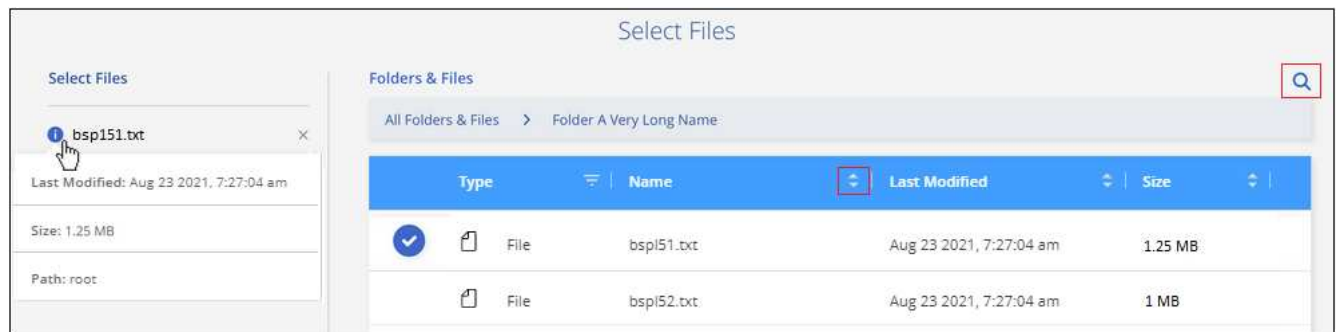 Select Files
Select Files
bsp151.txt
Last Modified: Aug 23 2021, 7:27:04 am
Size: 1.25 MB
Path: root
Folders & Files
All Folders & Files > Folder A Very Long Name
Type Name Last Modified Size
File bspl51.txt Aug 23 2021, 7:27:04 am 1.25 MB
File bspl52.txt Aug 23 2021, 7:27:04 am 1 MB